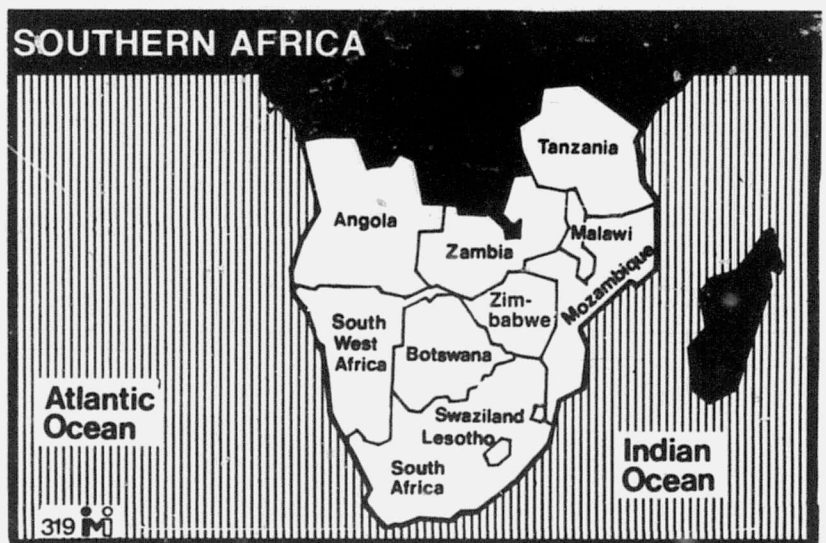 SOUTHERN AFRICA
Tanzania
Angola
Malawi
Zambia
Mozambique
Zim-
babwe
South
West
Africa
Botswana
Atlantic
Ocean
Swaziland
Lesotho
Indian
Ocean
South
Africa
319